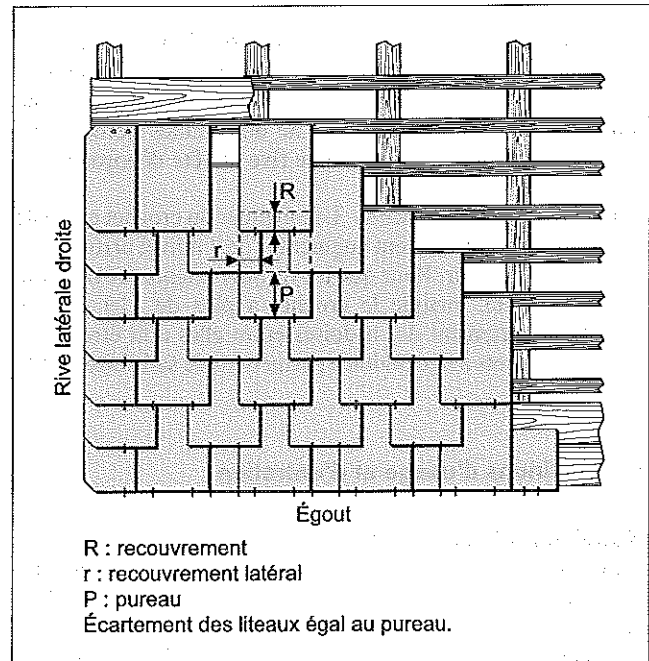 R
r
P
Rive latérale droite
Égout
R : recouvrement
r : recouvrement latéral
P : pureau
Écartement des liteaux égal au pureau.